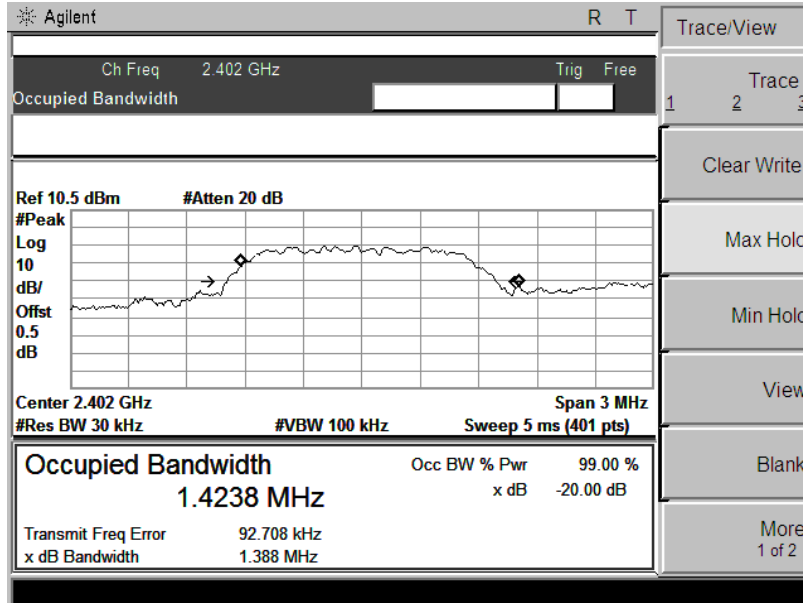 Agilent R T
Ch Freq 2.402 GHz Trig Free
Occupied Bandwidth
Ref 10.5 dBm #Atten 20 dB
#Peak
Log
10
dB/
Offst
0.5
dB
Center 2.402 GHz Span 3 MHz
#Res BW 30 kHz #VBW 100 kHz Sweep 5 ms (401 pts)
Occupied Bandwidth
1.4238 MHz
Occ BW % Pwr 99.00 %
x dB -20.00 dB
Transmit Freq Error 92.708 kHz
x dB Bandwidth 1.388 MHz
Trace/View
Trace
1 2 3
Clear Write
Max Hold
Min Hold
View
Blank
More
1 of 2